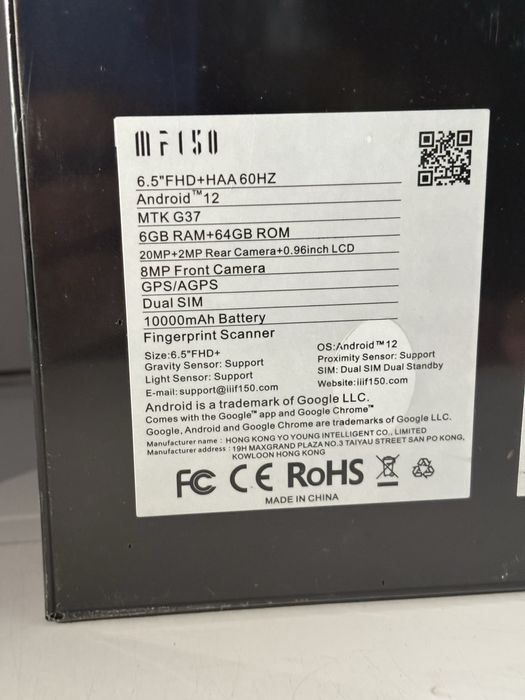 6.5"FHD+HAA 60HZ
Android™12
MTK G37
6GB RAM+64GB ROM
20MP+2MP Rear Camera+0.96inch LCD
8MP Front Camera
GPS/AGPS
Dual SIM
10000mAh Battery
Fingerprint Scanner
Size:6.5"FHD+
Gravity Sensor: Support
Light Sensor: Support
E-mail: support@iiif150.com
OS:Android™12
Proximity Sensor: Support
SIM: Dual SIM Dual Standby
Website:iiif150.com
Android is a trademark of Google LLC.
Comes with the Google™ app and Google Chrome™
Google, Android and Google Chrome are trademark of Google LLC.
Manufacturer name : HONG KONG YO YOUNG INTELLIGENT CO., LIMITED
Manufacturer address : 19H MAXGRAND PLAZA NO.3 TAIYAU STREET SAN PO KONG,
KOWLOON HONG KONG
FC CE RoHS
MADE IN CHINA